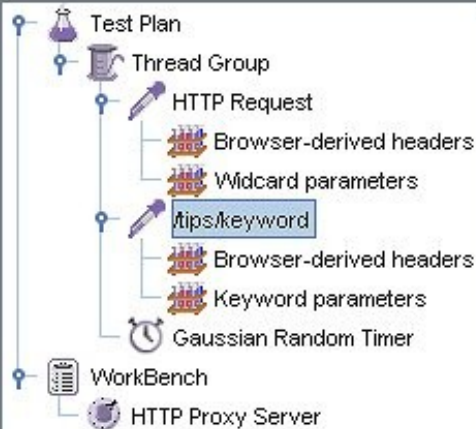 Test Plan
Thread Group
HTTP Request
Browser-derived headers
Widcard parameters
/tips/keyword
Browser-derived headers
Keyword parameters
Gaussian Random Timer
WorkBench
HTTP Proxy Server